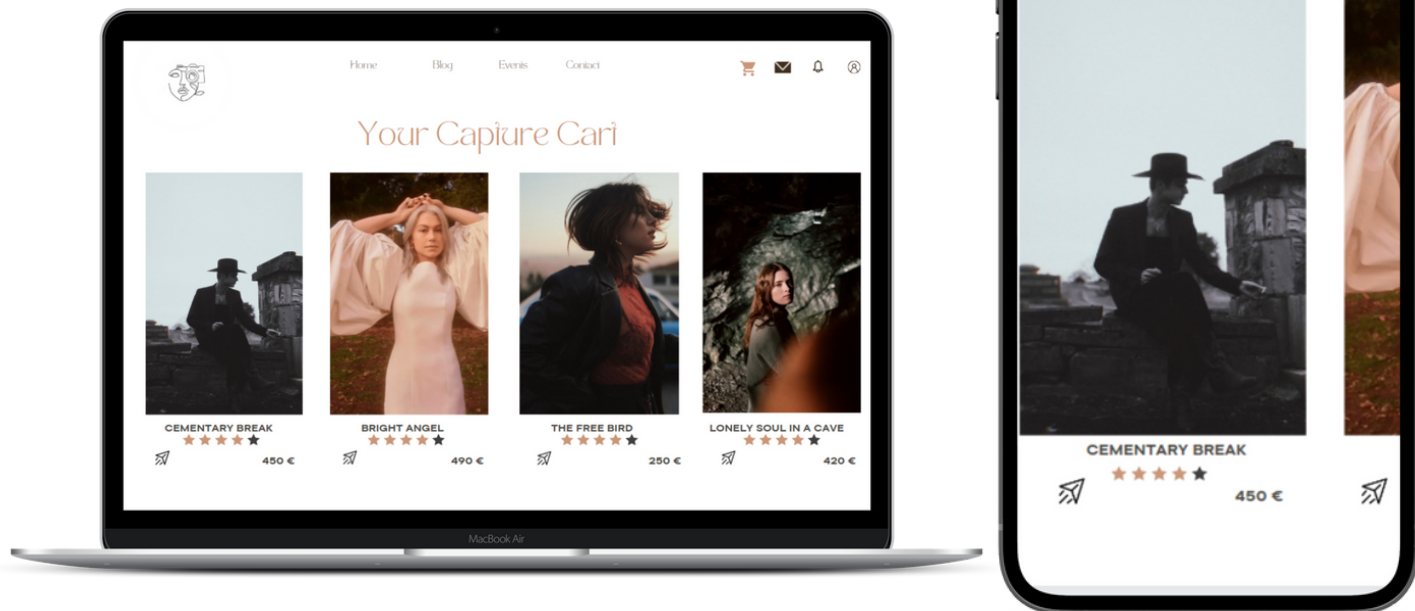 Home Blog Events Contact
Your Capture Cart
CEMENTARY BREAK
450 €
BRIGHT ANGEL
490 €
THE FREE BIRD
250 €
LONELY SOUL IN A CAVE
420 €
MacBook Air
CEMENTARY BREAK
450 €